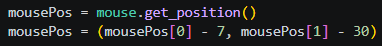 mousePos = mouse.get_position()
mousePos = (mousePos[0] - 7, mousePos[1] - 30)